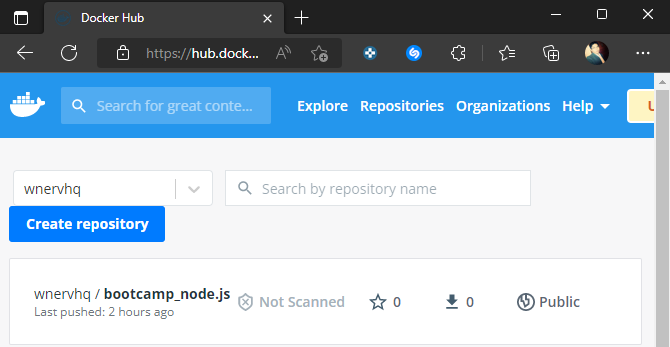 Docker Hub
https://hub.dock...
Search for great conte...
Explore
Repositories
Organizations
Help
wnervhq
Search by repository name
Create repository
wnervhq / bootcamp_node.js
Not Scanned
0
0
Public
Last pushed: 2 hours ago